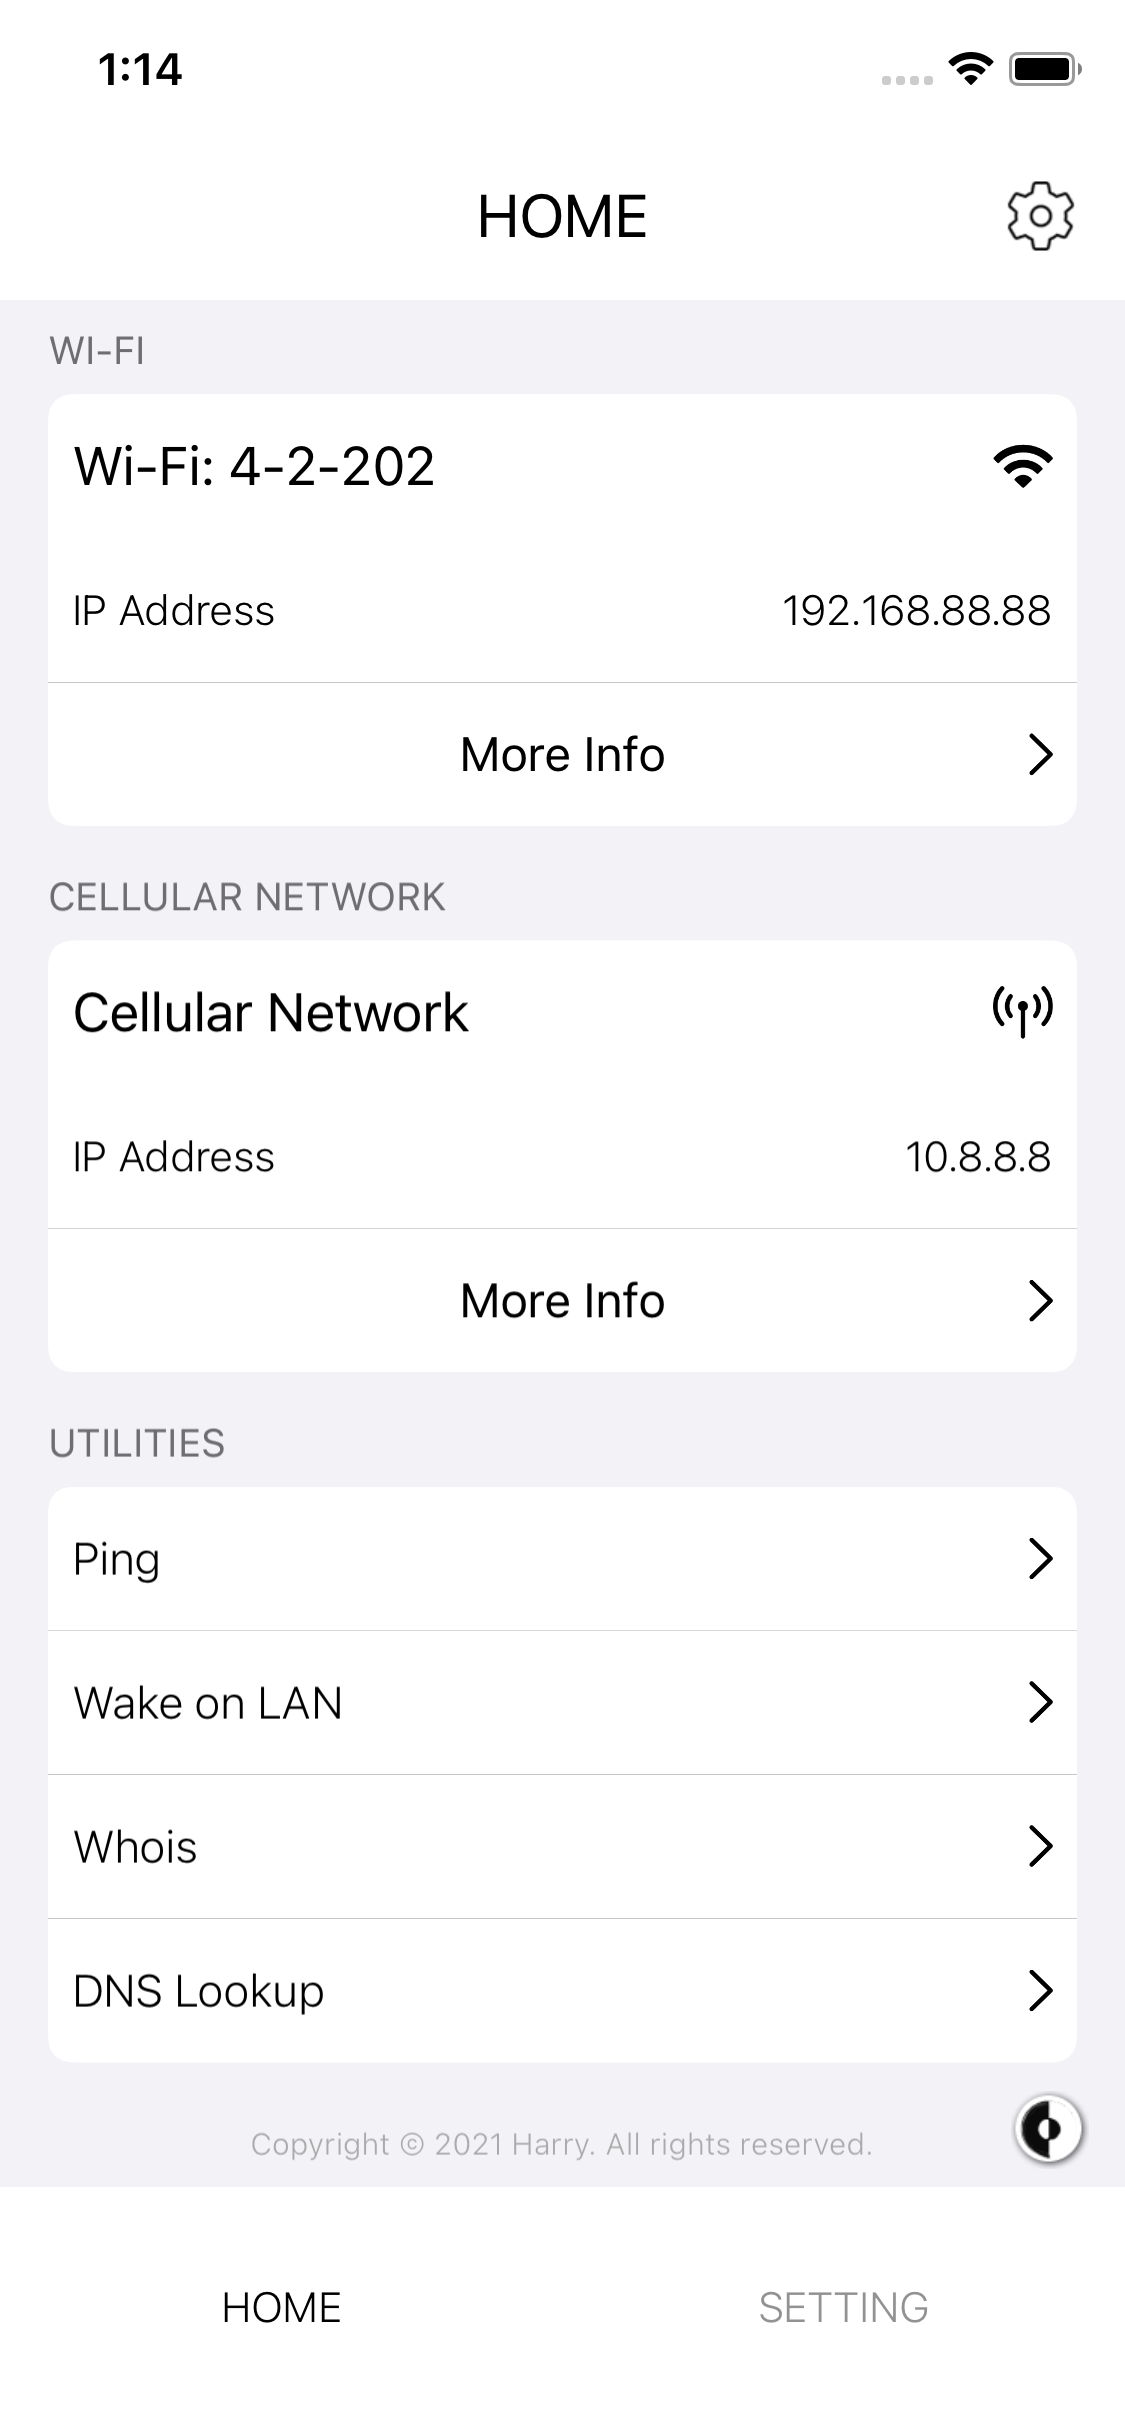 1:14
HOME
WI-FI
Wi-Fi: 4-2-202
IP Address 192.168.88.88
More Info
CELLULAR NETWORK
Cellular Network
IP Address 10.8.8.8
More Info
UTILITIES
Ping
Wake on LAN
Whois
DNS Lookup
Copyright © 2021 Harry. All rights reserved.
HOME SETTING